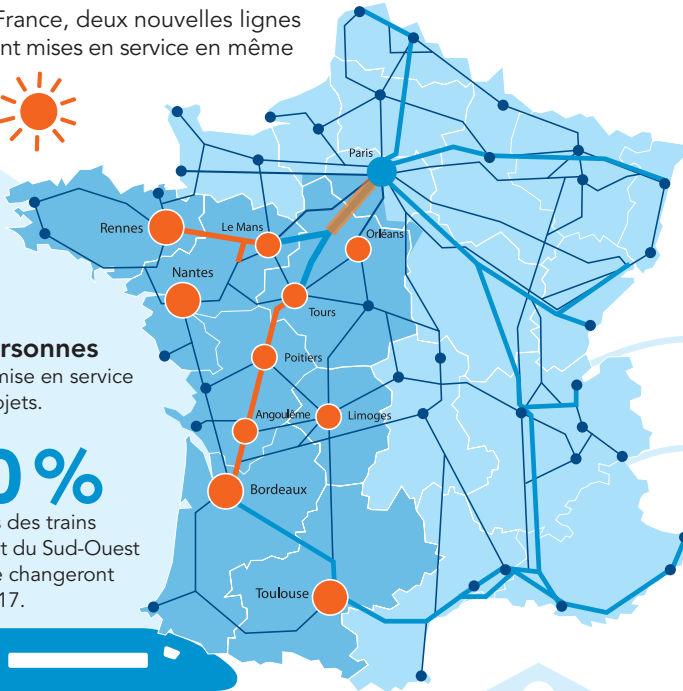 France, deux nouvelles lignes
nt mises en service en même
Paris
Rennes
Le Mans
Orléans
Nantes
Tours
rsonnes
mise en service
ojets.
Poitiers
Angoulême
Limoges
0 %
s des trains
t du Sud-Ouest
e changeront
17.
Bordeaux
Toulouse